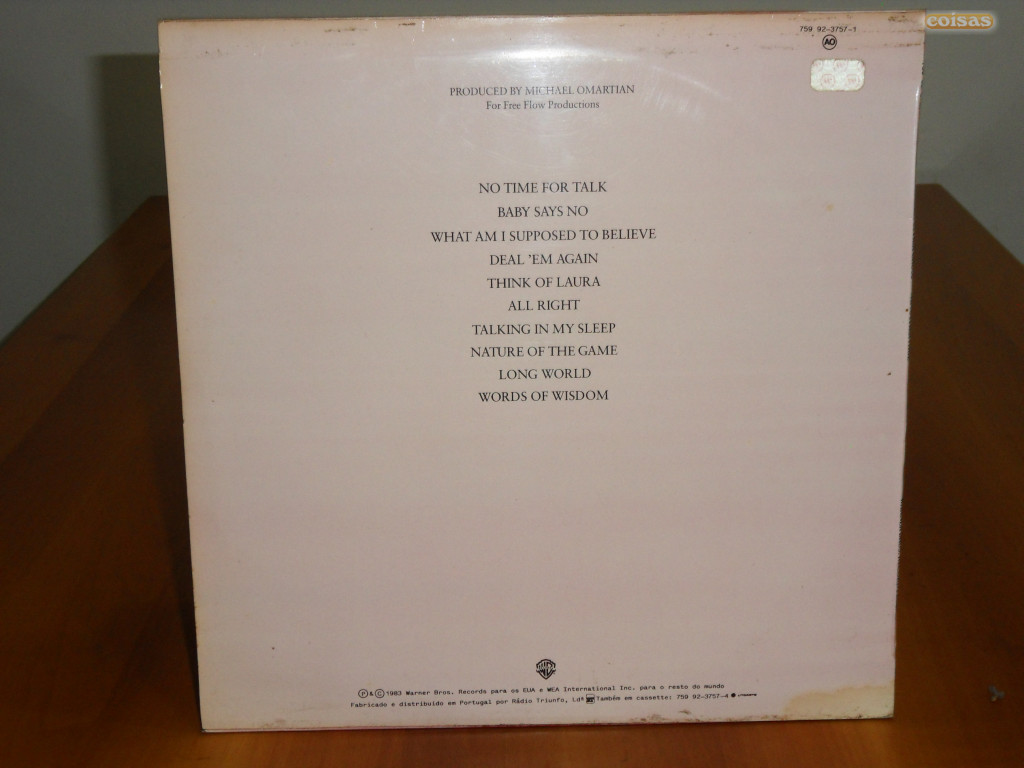 coisas
759 92-3757-1
AO
PRODUCED BY MICHAEL OMARTIAN
For Free Flow Productions
NO TIME FOR TALK
BABY SAYS NO
WHAT AM I SUPPOSED TO BELIEVE
DEAL 'EM AGAIN
THINK OF LAURA
ALL RIGHT
TALKING IN MY SLEEP
NATURE OF THE GAME
LONG WORLD
WORDS OF WISDOM
Ⓟ & © 1983 Warner Bros. Records para os EUA e WEA International Inc. para o resto do mundo
Fabricado e distribuído em Portugal por Rádio Triunfo, Ldª Também em cassete: 759 92-3757-4